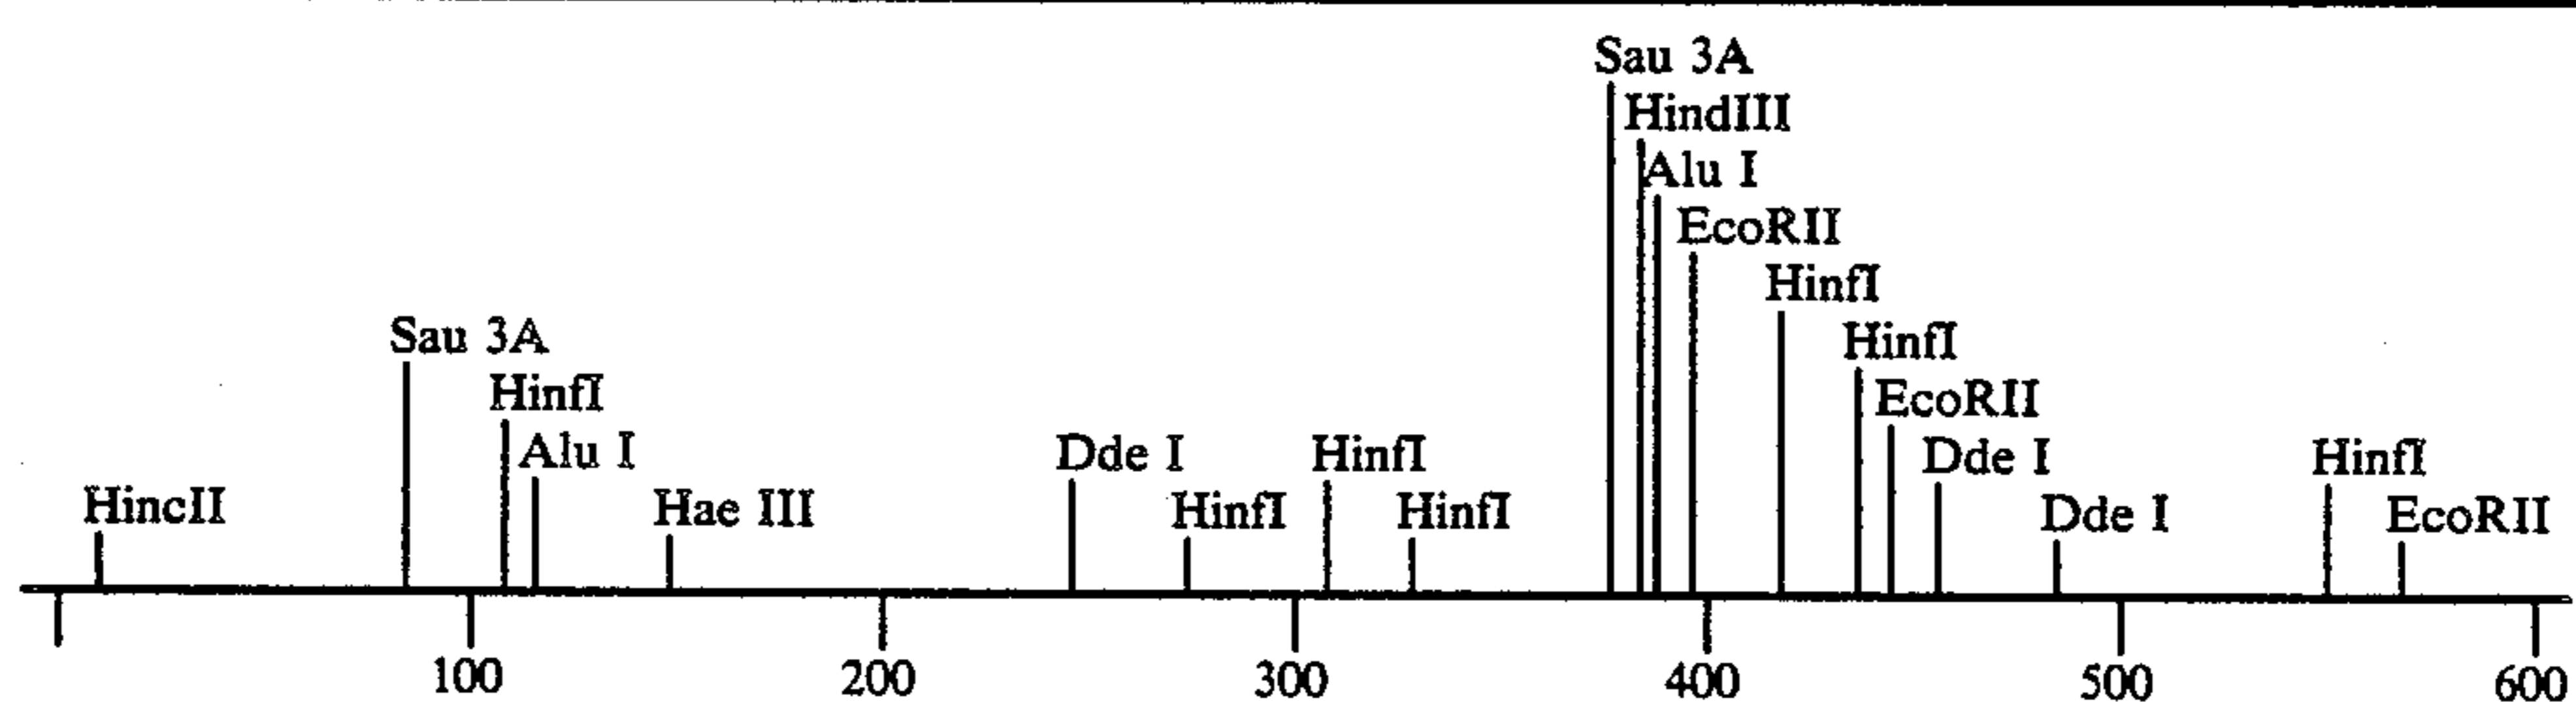 Sau 3A
HindIII
Alu I
EcoRII
HinfI
Sau 3A
HinfI
HinfI
Alu I
EcoRII
Dde I
HinfI
Dde I
HinfI
HincII
Hae III
HinfI
HinfI
Dde I
EcoRII
100 200 300 400 500 600